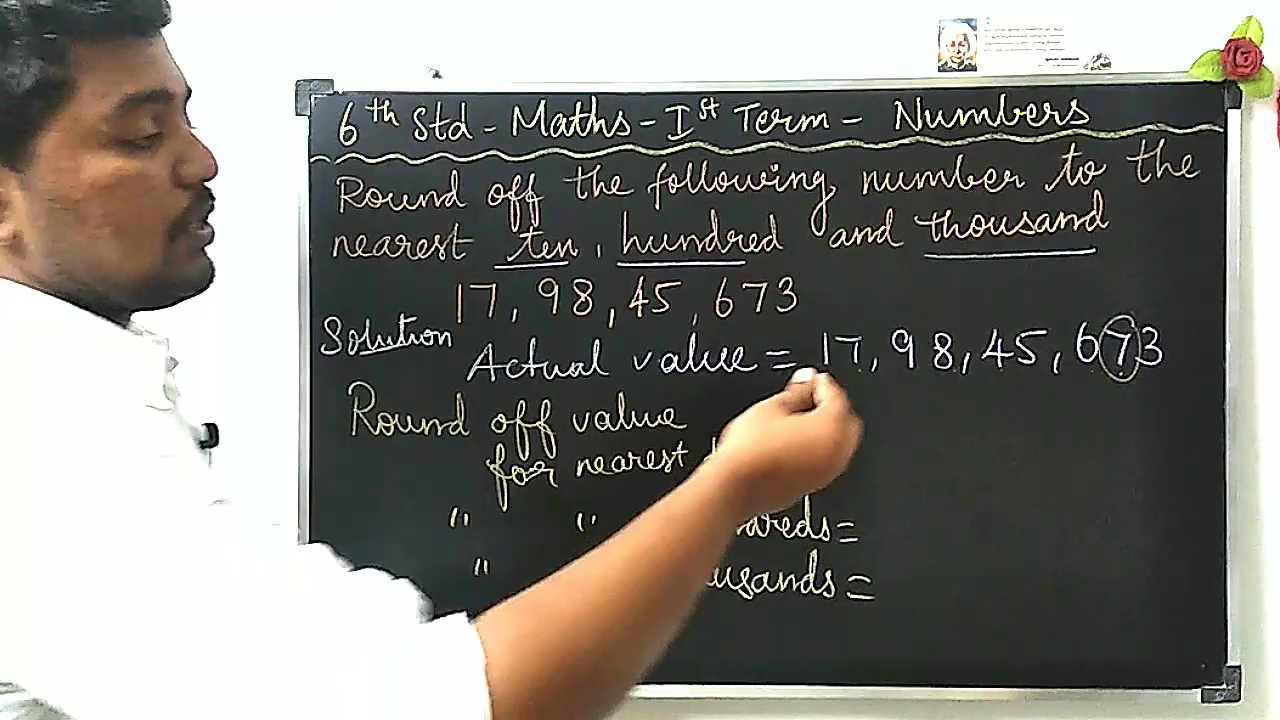 6th Std - Maths - Ist Term - Numbers
Round off the following number to the
nearest ten, hundred and thousand
17, 98, 45, 673
Solution
Actual value = 17, 98, 45, 673
Round off value
for nearest
" " =
" =